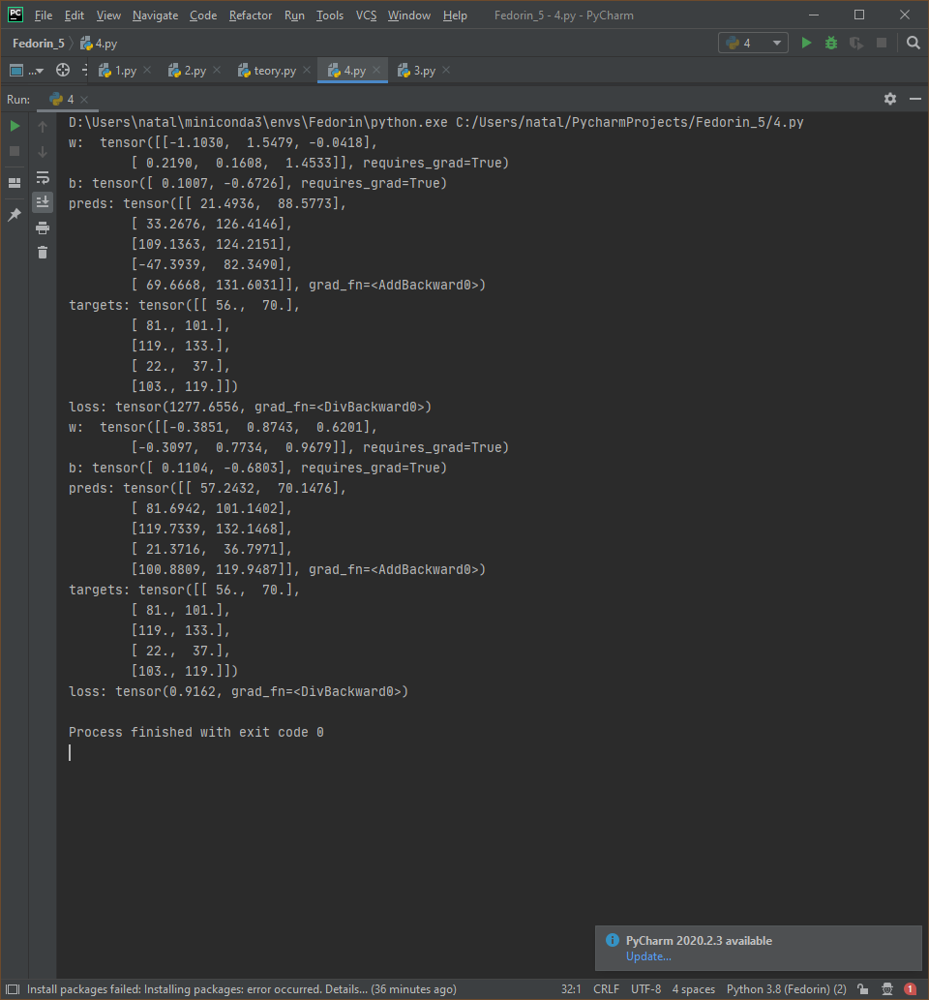 PC File Edit View Navigate Code Refactor Run Tools VCS Window Help Fedorin_5 - 4.py - PyCharm
Fedorin_5 4.py 4
... 1.py 2.py teory.py 4.py 3.py
Run: 4
D:\Users\natal\miniconda3\envs\Fedorin\python.exe C:/Users/natal/PycharmProjects/Fedorin_5/4.py
w:  tensor([[-1.1030,  1.5479, -0.0418],
        [ 0.2190,  0.1608,  1.4533]], requires_grad=True)
b: tensor([ 0.1007, -0.6726], requires_grad=True)
preds: tensor([[ 21.4936,  88.5773],
        [ 33.2676, 126.4146],
        [109.1363, 124.2151],
        [-47.3939,  82.3490],
        [ 69.6668, 131.6031]], grad_fn=<AddBackward0>)
targets: tensor([[ 56.,  70.],
        [ 81., 101.],
        [119., 133.],
        [ 22.,  37.],
        [103., 119.]])
loss: tensor(1277.6556, grad_fn=<DivBackward0>)
w:  tensor([[-0.3851,  0.8743,  0.6201],
        [-0.3097,  0.7734,  0.9679]], requires_grad=True)
b: tensor([ 0.1104, -0.6803], requires_grad=True)
preds: tensor([[ 57.2432,  70.1476],
        [ 81.6942, 101.1402],
        [119.7339, 132.1468],
        [ 21.3716,  36.7971],
        [100.8809, 119.9487]], grad_fn=<AddBackward0>)
targets: tensor([[ 56.,  70.],
        [ 81., 101.],
        [119., 133.],
        [ 22.,  37.],
        [103., 119.]])
loss: tensor(0.9162, grad_fn=<DivBackward0>)
Process finished with exit code 0
PyCharm 2020.2.3 available
Update...
Install packages failed: Installing packages: error occurred. Details... (36 minutes ago) 32:1 CRLF UTF-8 4 spaces Python 3.8 (Fedorin) (2) 1